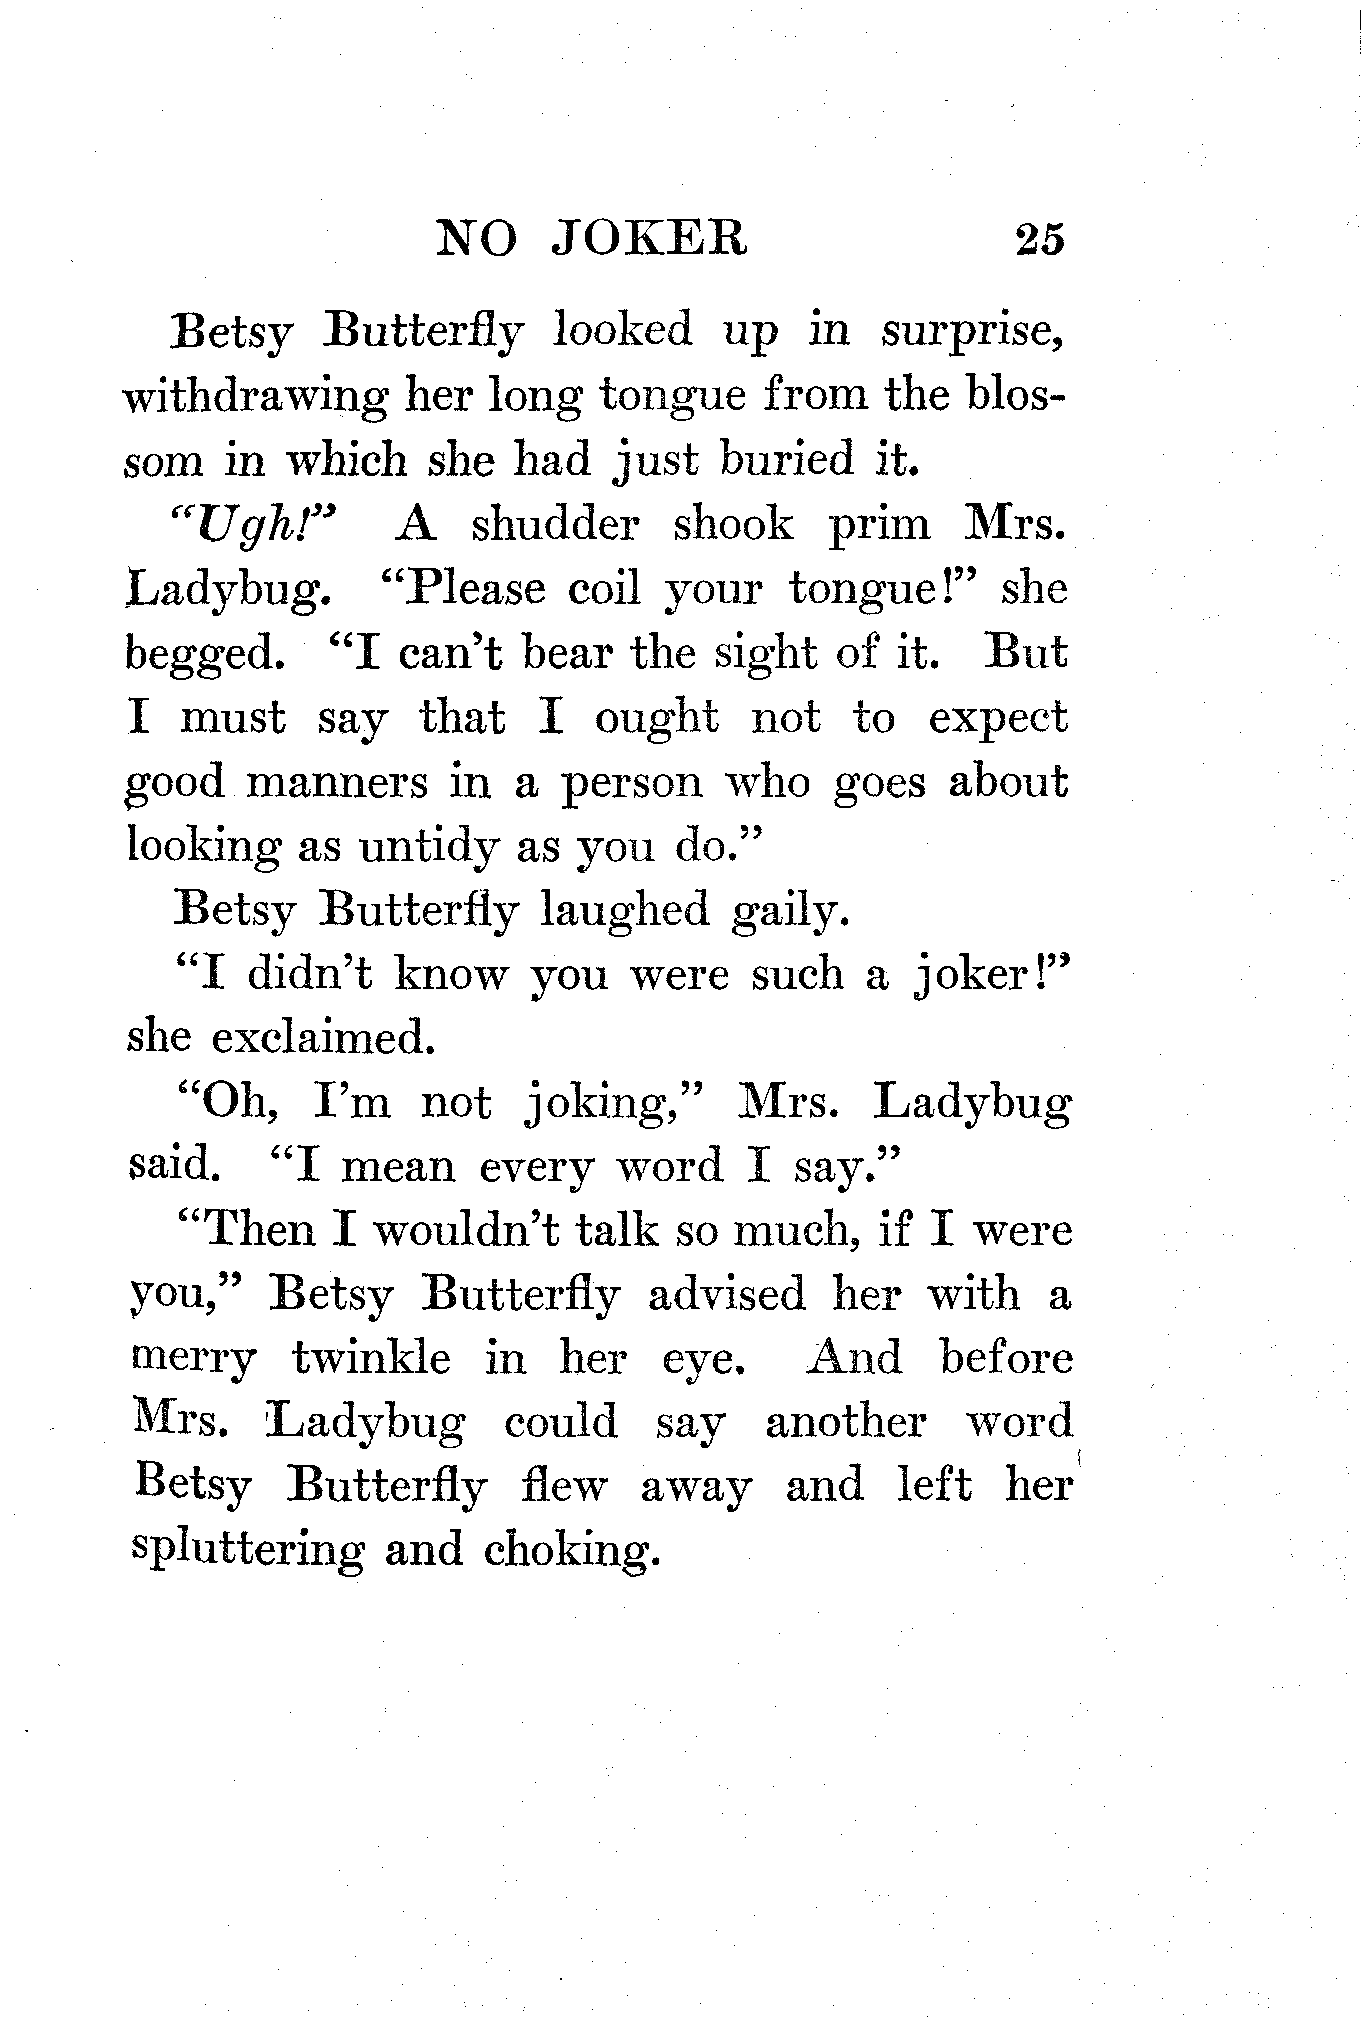 NO JOKER 25
Betsy Butterfly looked up in surprise,
withdrawing her long tongue from the blos-
som in which she had just buried it.
"Ugh!" A shudder shook prim Mrs.
Ladybug. "Please coil your tongue!" she
begged. "I can't bear the sight of it. But
I must say that I ought not to expect
good manners in a person who goes about
looking as untidy as you do."
Betsy Butterfly laughed gaily.
"I didn't know you were such a joker!"
she exclaimed.
"Oh, I'm not joking," Mrs. Ladybug
said. "I mean every word I say."
"Then I wouldn't talk so much, if I were
you," Betsy Butterfly advised her with a
merry twinkle in her eye. And before
Mrs. Ladybug could say another word
Betsy Butterfly flew away and left her
spluttering and choking.